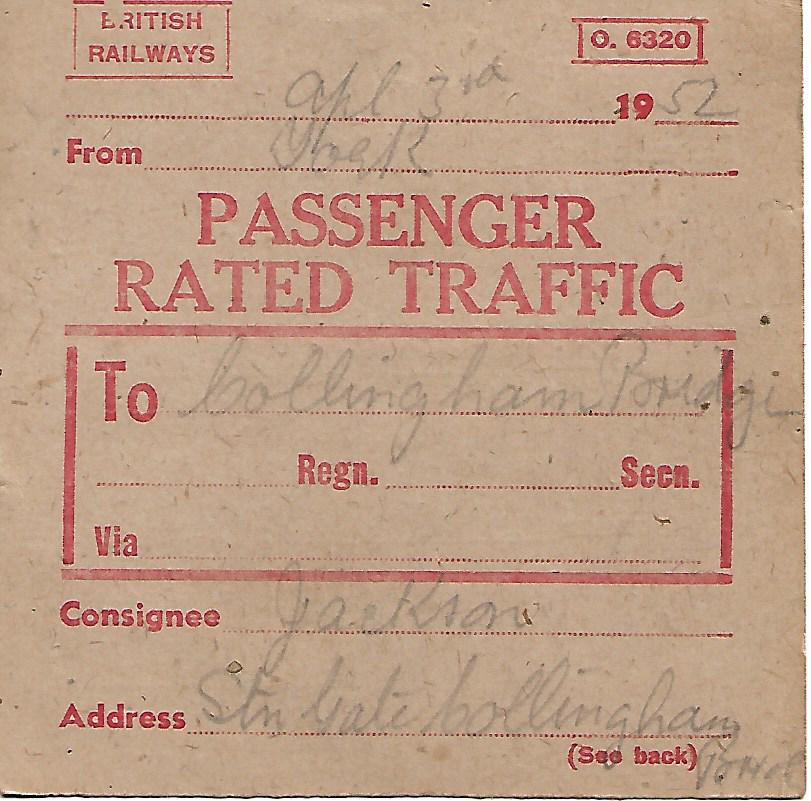 BRITISH
RAILWAYS
O. 6320
Apl 3rd 1952
From York
PASSENGER
RATED TRAFFIC
To Collingham Bridge
Regn. Secn.
Via
Consignee Jackson
Address Stn Gate Collingham
(See back)